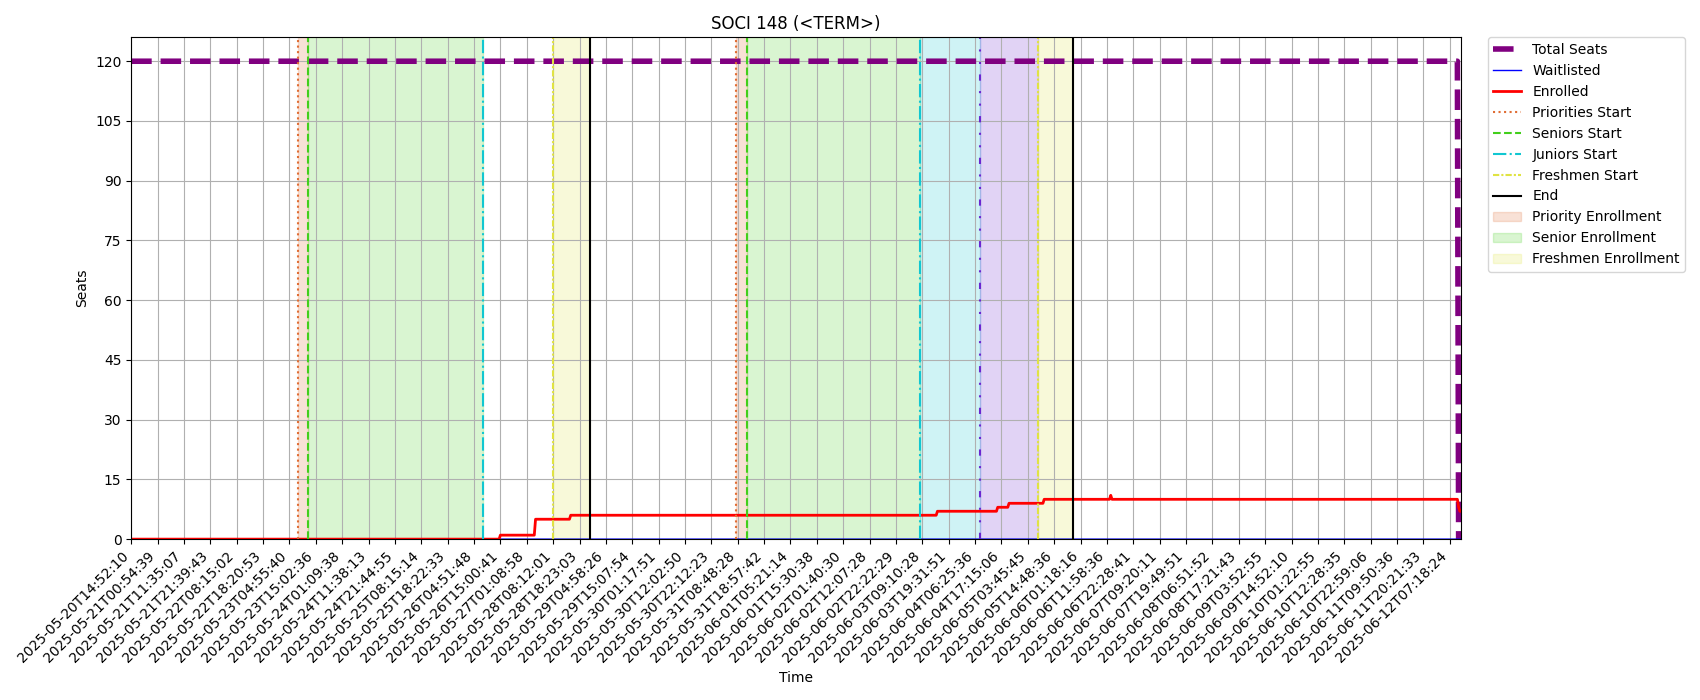 SOCI 148 (<TERM>)
Total Seats
Waitlisted
Enrolled
Priorities Start
Seniors Start
Juniors Start
Freshmen Start
End
Priority Enrollment
Senior Enrollment
Freshmen Enrollment
Seats
120
105
90
75
60
45
30
15
0
2025-05-20T14:52:10
2025-05-21T00:54:39
2025-05-21T11:35:07
2025-05-21T21:39:43
2025-05-22T08:15:02
2025-05-22T18:20:53
2025-05-23T04:55:40
2025-05-23T15:02:36
2025-05-24T01:09:38
2025-05-24T11:38:13
2025-05-24T21:44:55
2025-05-25T08:15:14
2025-05-25T18:22:33
2025-05-26T04:51:48
2025-05-26T15:00:41
2025-05-27T01:08:58
2025-05-28T08:12:01
2025-05-28T18:23:03
2025-05-29T04:58:26
2025-05-29T15:07:54
2025-05-30T01:17:51
2025-05-30T12:02:50
2025-05-30T22:12:23
2025-05-31T08:48:28
2025-05-31T18:57:42
2025-06-01T05:21:14
2025-06-01T15:30:38
2025-06-02T01:40:30
2025-06-02T12:07:28
2025-06-02T22:22:29
2025-06-03T09:10:28
2025-06-03T19:31:51
2025-06-04T06:25:36
2025-06-04T17:15:06
2025-06-05T03:45:45
2025-06-05T14:48:36
2025-06-06T01:18:16
2025-06-06T11:58:36
2025-06-06T22:28:41
2025-06-07T09:20:11
2025-06-07T19:49:51
2025-06-08T06:51:52
2025-06-08T17:21:43
2025-06-09T03:52:55
2025-06-09T14:52:10
2025-06-10T01:22:55
2025-06-10T12:28:35
2025-06-10T22:59:06
2025-06-11T09:50:36
2025-06-11T20:21:33
2025-06-12T07:18:24
Time